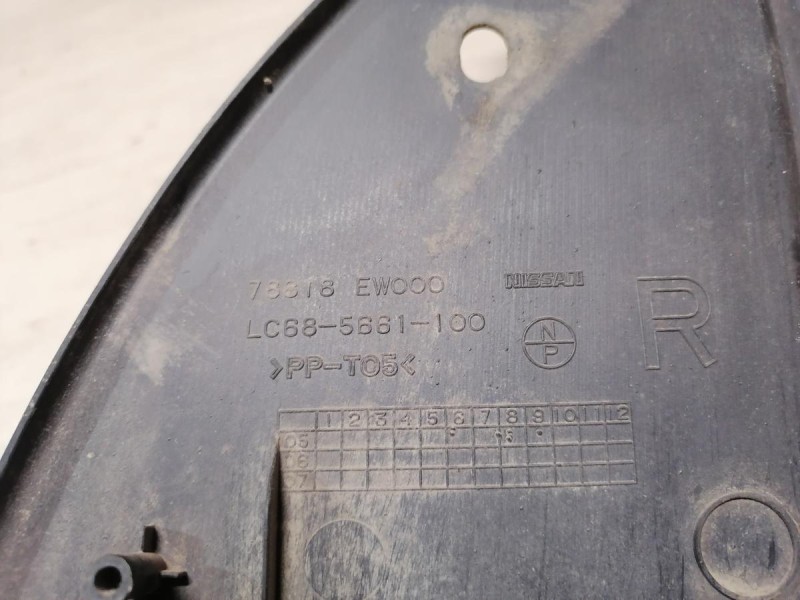 78318 EW000 NISSAN
LC68-5661-100 N P R
>PP-T05<
1 2 3 4 5 6 7 8 9 10 11 12
05
06
07